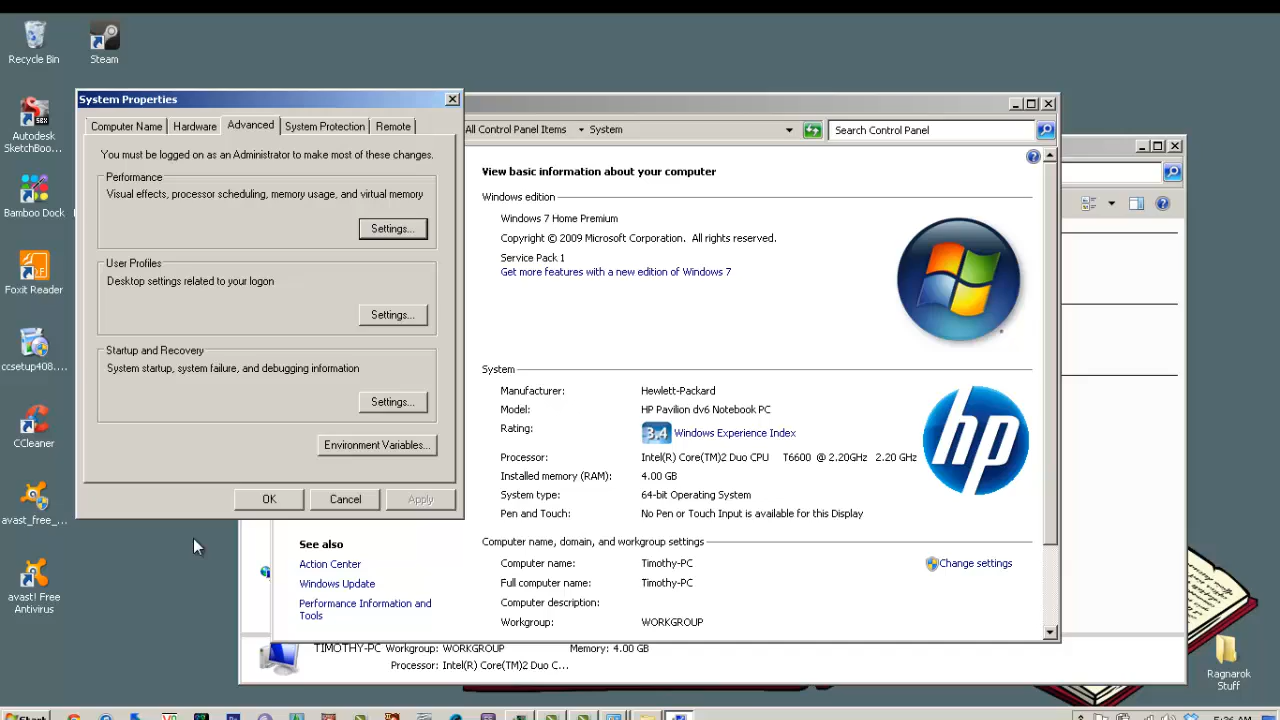 Recycle Bin
Steam
Autodesk
SketchBoo...
Bamboo Dock
Foxit Reader
ccsetup408....
CCleaner
avast_free_...
avast! Free
Antivirus
System Properties
Computer Name
Hardware
Advanced
System Protection
Remote
You must be logged on as an Administrator to make most of these changes.
Performance
Visual effects, processor scheduling, memory usage, and virtual memory
Settings...
User Profiles
Desktop settings related to your logon
Settings...
Startup and Recovery
System startup, system failure, and debugging information
Settings...
Environment Variables...
OK
Cancel
Apply
All Control Panel Items
System
Search Control Panel
View basic information about your computer
Windows edition
Windows 7 Home Premium
Copyright © 2009 Microsoft Corporation. All rights reserved.
Service Pack 1
Get more features with a new edition of Windows 7
System
Manufacturer: Hewlett-Packard
Model: HP Pavilion dv6 Notebook PC
Rating: 3.4 Windows Experience Index
Processor: Intel(R) Core(TM)2 Duo CPU T6600 @ 2.20GHz 2.20 GHz
Installed memory (RAM): 4.00 GB
System type: 64-bit Operating System
Pen and Touch: No Pen or Touch Input is available for this Display
hp
Computer name, domain, and workgroup settings
Computer name: Timothy-PC
Change settings
Full computer name: Timothy-PC
Computer description:
Workgroup: WORKGROUP
See also
Action Center
Windows Update
Performance Information and
Tools
TIMOTHY-PC Workgroup: WORKGROUP Memory: 4.00 GB
Processor: Intel(R) Core(TM)2 Duo C...
Ragnarok
Stuff
Start
5:26 AM